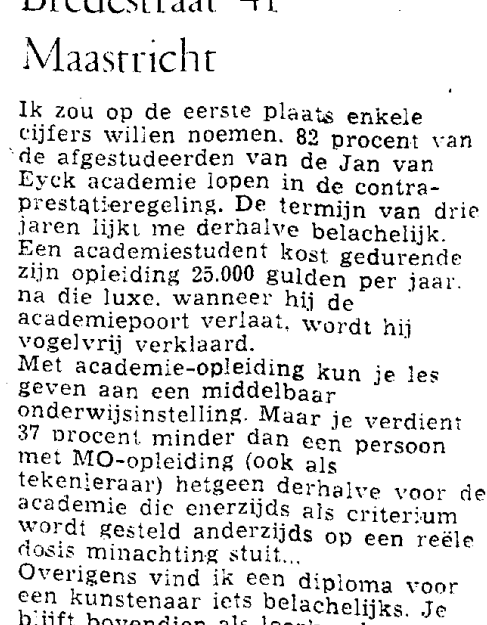 Bredestraat 41
Maastricht
Ik zou op de eerste plaats enkele
cijfers willen noemen. 82 procent van
de afgestudeerden van de Jan van
Eyck academie lopen in de contra-
prestatieregeling. De termijn van drie
jaren lijkt me derhalve belachelijk.
Een academiestudent kost gedurende
zijn opleiding 25.000 gulden per jaar.
na die luxe. wanneer hij de
academiepoort verlaat, wordt hij
vogelvrij verklaard.
Met academie-opleiding kun je les
geven aan een middelbaar
onderwijsinstelling. Maar je verdient
37 procent minder dan een persoon
met MO-opleiding (ook als
tekenleraar) hetgeen derhalve voor de
academie die enerzijds als criterium
wordt gesteld anderzijds op een reële
dosis minachting stuit...
Overigens vind ik een diploma voor
een kunstenaar iets belachelijks. Je
blijft bovendien als